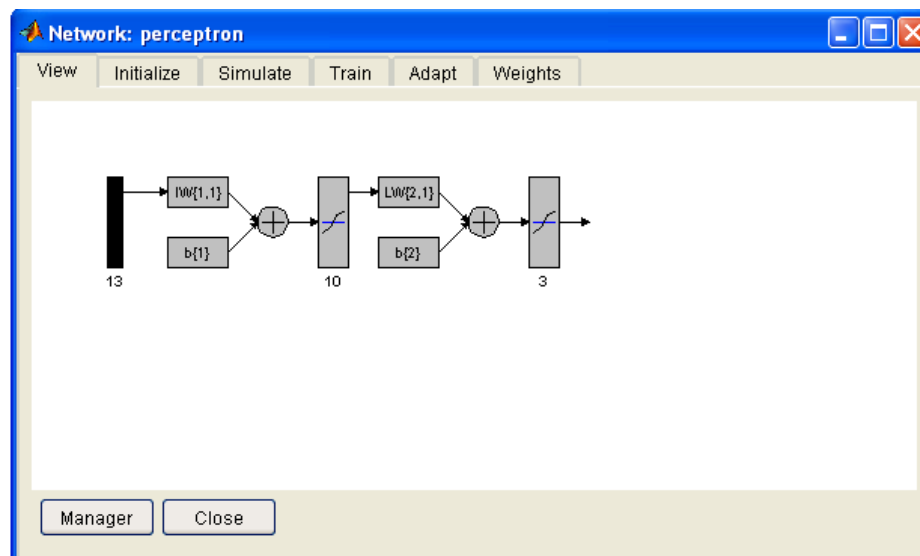 Network: perceptron
View Initialize Simulate Train Adapt Weights
IW{1,1} LW{2,1}
b{1} b{2}
13 10 3
Manager Close